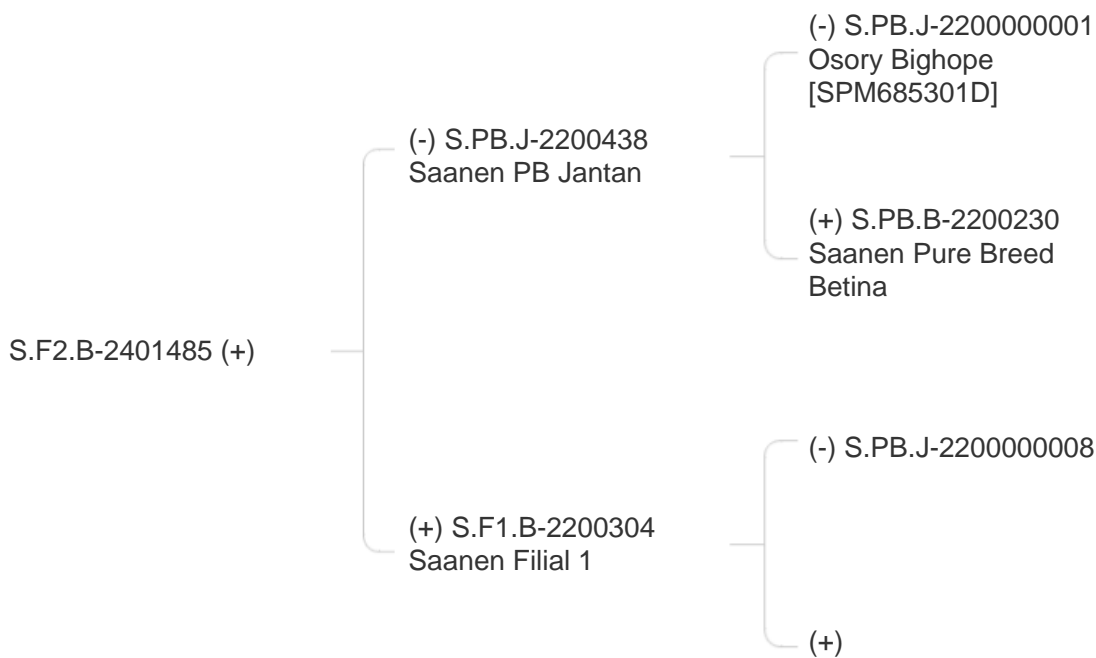 (-) S.PB.J-2200000001
Osory Bighope
[SPM685301D]
(-) S.PB.J-2200438
Saanen PB Jantan
(+) S.PB.B-2200230
Saanen Pure Breed
Betina
S.F2.B-2401485 (+)
(-) S.PB.J-2200000008
(+) S.F1.B-2200304
Saanen Filial 1
(+)